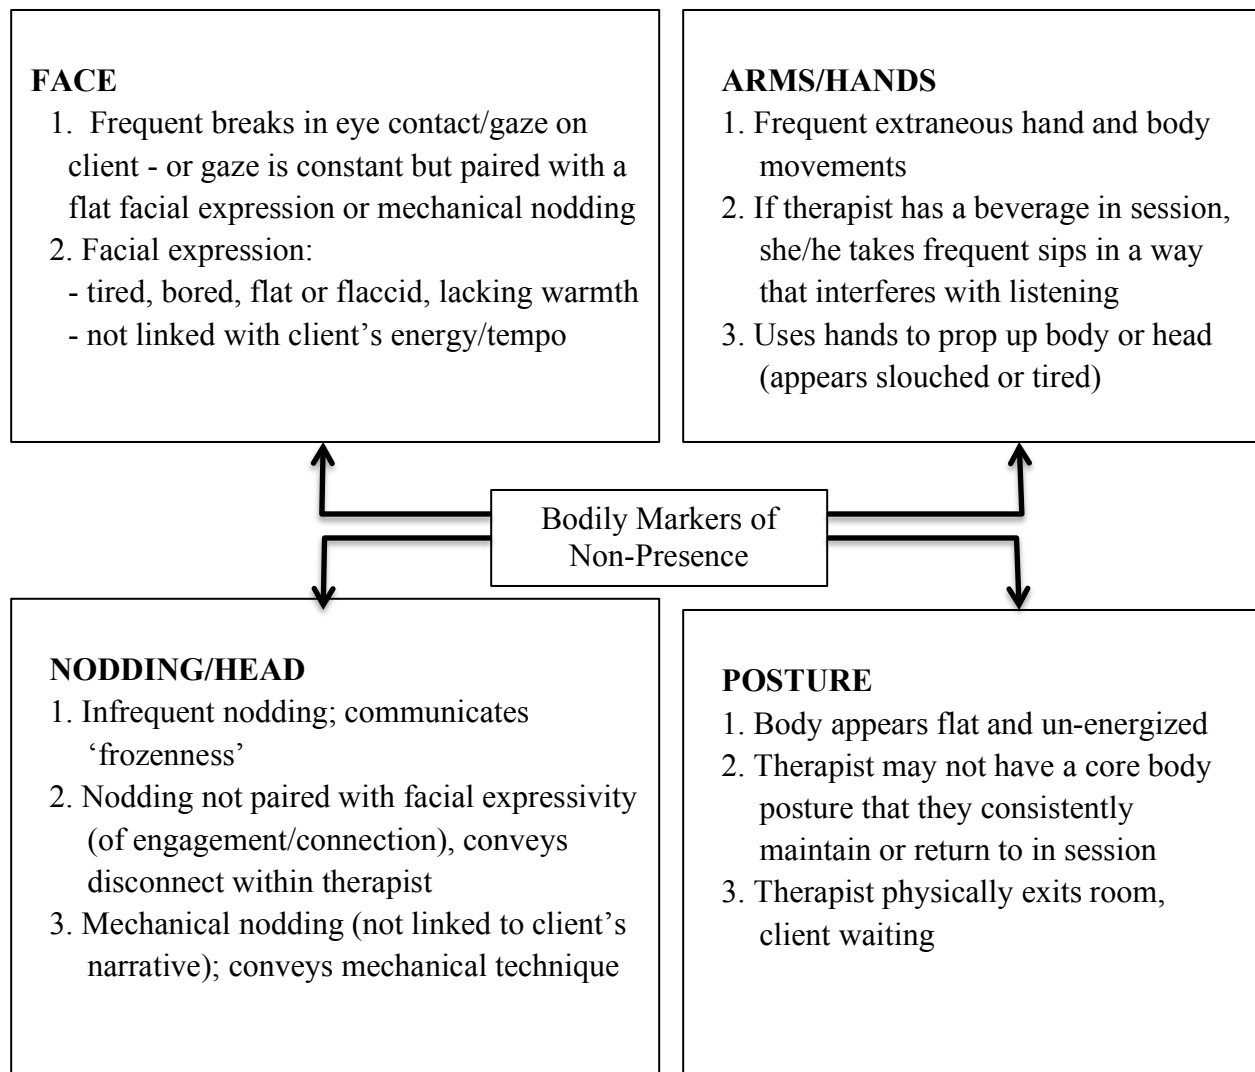 FACE
1. Frequent breaks in eye contact/gaze on
client - or gaze is constant but paired with a
flat facial expression or mechanical nodding
2. Facial expression:
- tired, bored, flat or flaccid, lacking warmth
- not linked with client’s energy/tempo
ARMS/HANDS
1. Frequent extraneous hand and body
movements
2. If therapist has a beverage in session,
she/he takes frequent sips in a way
that interferes with listening
3. Uses hands to prop up body or head
(appears slouched or tired)
Bodily Markers of
Non-Presence
NODDING/HEAD
1. Infrequent nodding; communicates
‘frozenness’
2. Nodding not paired with facial expressivity
(of engagement/connection), conveys
disconnect within therapist
3. Mechanical nodding (not linked to client’s
narrative); conveys mechanical technique
POSTURE
1. Body appears flat and un-energized
2. Therapist may not have a core body
posture that they consistently
maintain or return to in session
3. Therapist physically exits room,
client waiting